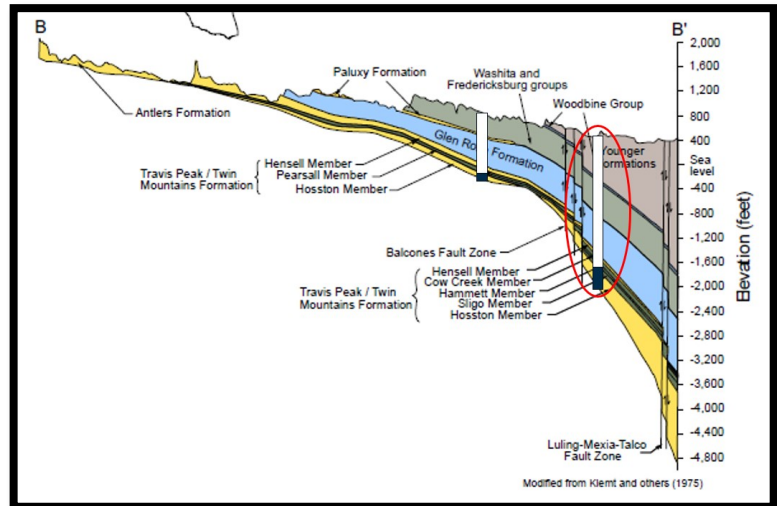 B
B'
2,000
1,600
1,200
800
400
Sea
level
-400
-800
-1,200
-1,600
-2,000
-2,400
-2,800
-3,200
-3,600
-4,000
-4,400
-4,800
Elevation (feet)
Paluxy Formation
Washita and
Fredericksburg groups
Woodbine Group
Antlers Formation
Glen Formation
Younger
Formations
Travis Peak / Twin
Mountains Formation
Hensell Member
Pearsall Member
Hosston Member
Balcones Fault Zone
Travis Peak / Twin
Mountains Formation
Hensell Member
Cow Creek Member
Hammett Member
Sligo Member
Hosston Member
Luling-Mexia-Talco
Fault Zone
Modified from Klemt and others (1975)